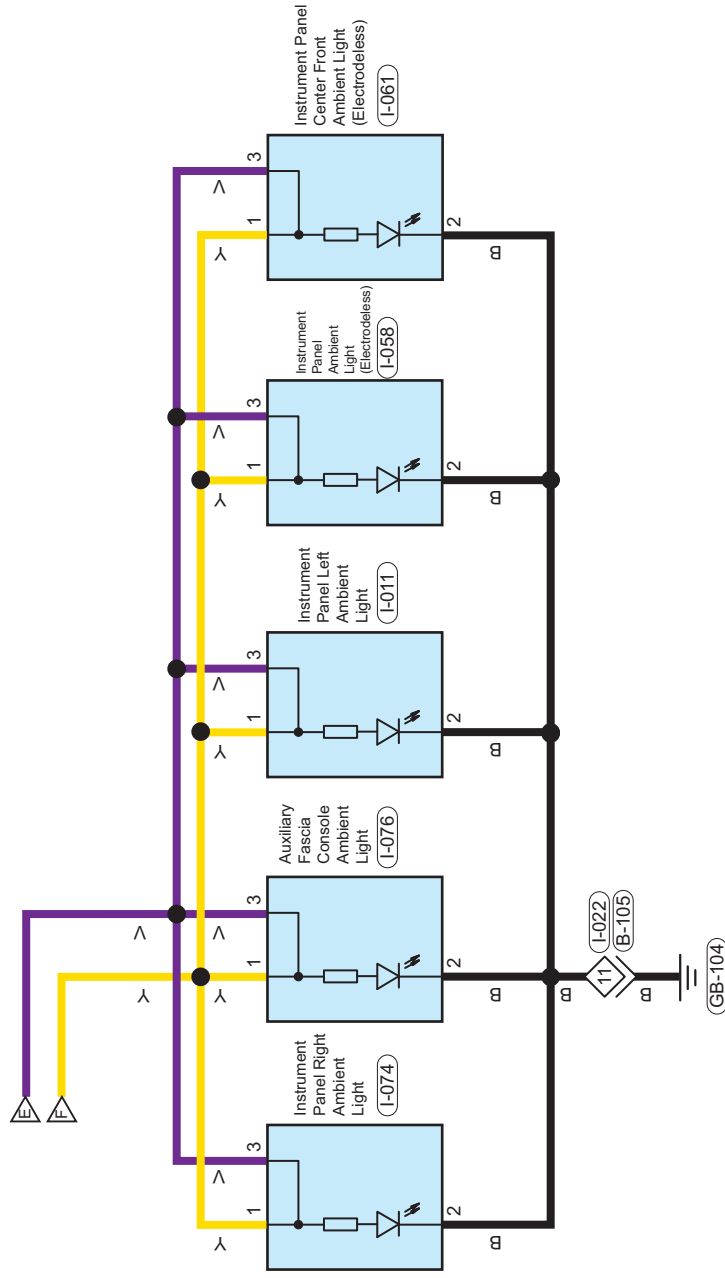 E
F
V
Y
Instrument
Panel Right
Ambient
Light
I-074
1
3
Y
V
2
B
Auxiliary
Fascia
Console
Ambient
Light
I-076
1
3
Y
V
2
B
Instrument
Panel Left
Ambient
Light
I-011
1
3
Y
V
2
B
Instrument
Panel
Ambient
Light
(Electrodeless)
I-058
1
3
Y
V
2
B
Instrument Panel
Center Front
Ambient Light
(Electrodeless)
I-061
1
3
Y
V
2
B
B
11
I-022
B-105
B
GB-104